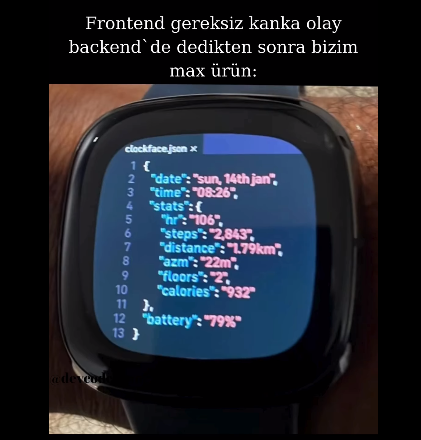 Frontend gereksiz kanka olay
backend`de dedikten sonra bizim
max ürün:
clockface.json ×
1 {
2 "date": "sun, 14th jan",
3 "time": "08:26",
4 "stats": {
5 "hr": "106",
6 "steps": "2,843",
7 "distance": "1.79km",
8 "azm": "22m",
9 "floors": "2",
10 "calories": "932"
11 },
12 "battery": "79%"
13 }